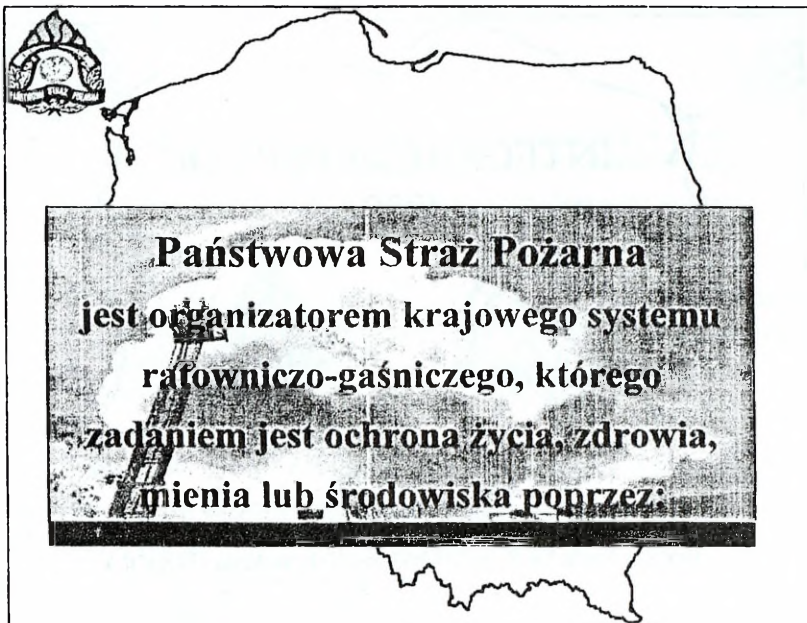 Państwowa Straż Pożarna
jest organizatorem krajowego systemu
ratowniczo-gaśniczego, którego
zadaniem jest ochrona życia, zdrowia,
mienia lub środowiska poprzez: